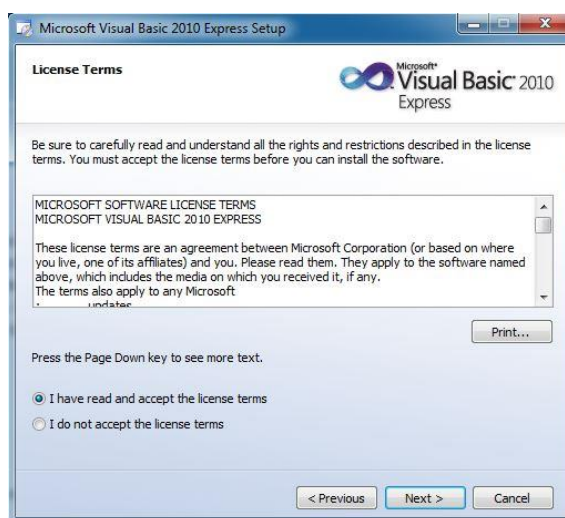 Microsoft Visual Basic 2010 Express Setup
License Terms
Microsoft®
Visual Basic® 2010
Express
Be sure to carefully read and understand all the rights and restrictions described in the license
terms. You must accept the license terms before you can install the software.
MICROSOFT SOFTWARE LICENSE TERMS
MICROSOFT VISUAL BASIC 2010 EXPRESS
These license terms are an agreement between Microsoft Corporation (or based on where
you live, one of its affiliates) and you. Please read them. They apply to the software named
above, which includes the media on which you received it, if any.
The terms also apply to any Microsoft
· updates
Print...
Press the Page Down key to see more text.
I have read and accept the license terms
I do not accept the license terms
< Previous
Next >
Cancel